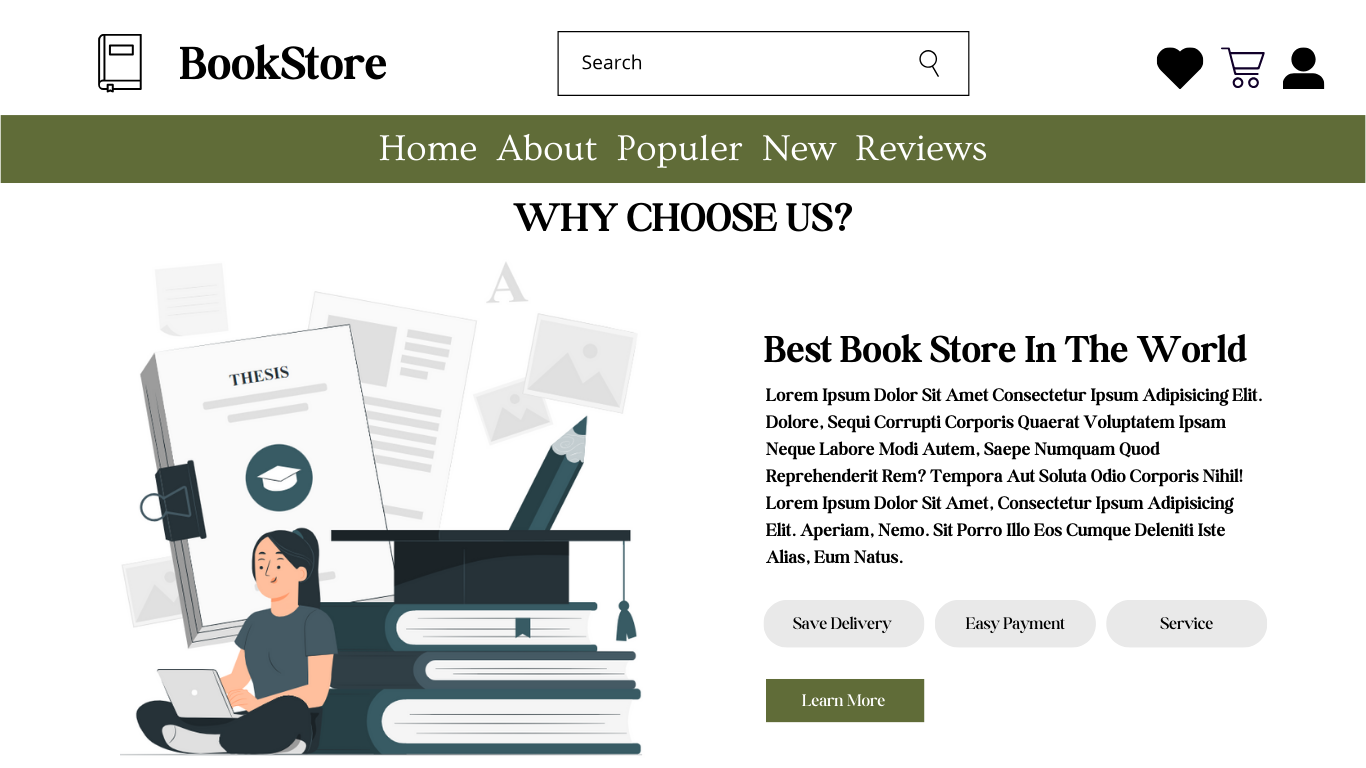 BookStore
Search
Home About Populer New Reviews
WHY CHOOSE US?
A
THESIS
Best Book Store In The World
Lorem Ipsum Dolor Sit Amet Consectetur Ipsum Adipisicing Elit.
Dolore, Sequi Corrupti Corporis Quaerat Voluptatem Ipsam
Neque Labore Modi Autem, Saepe Numquam Quod
Reprehenderit Rem? Tempora Aut Soluta Odio Corporis Nihil!
Lorem Ipsum Dolor Sit Amet, Consectetur Ipsum Adipisicing
Elit. Aperiam, Nemo. Sit Porro Illo Eos Cumque Deleniti Iste
Alias, Eum Natus.
Save Delivery
Easy Payment
Service
Learn More